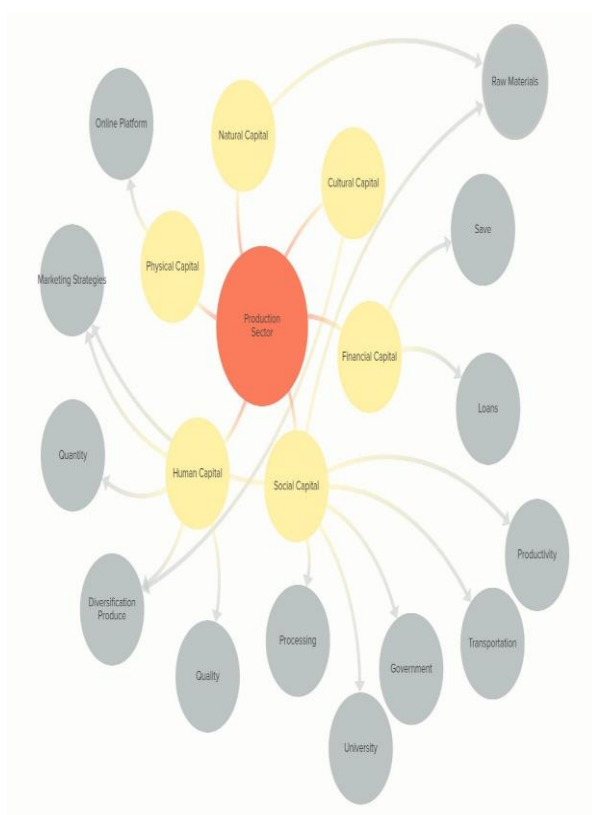 Raw Materials
Online Platform
Natural Capital
Cultural Capital
Save
Physical Capital
Marketing Strategies
Production
Sector
Financial Capital
Loans
Quantity
Human Capital
Social Capital
Productivity
Diversification
Produce
Processing
Transportation
Government
Quality
University